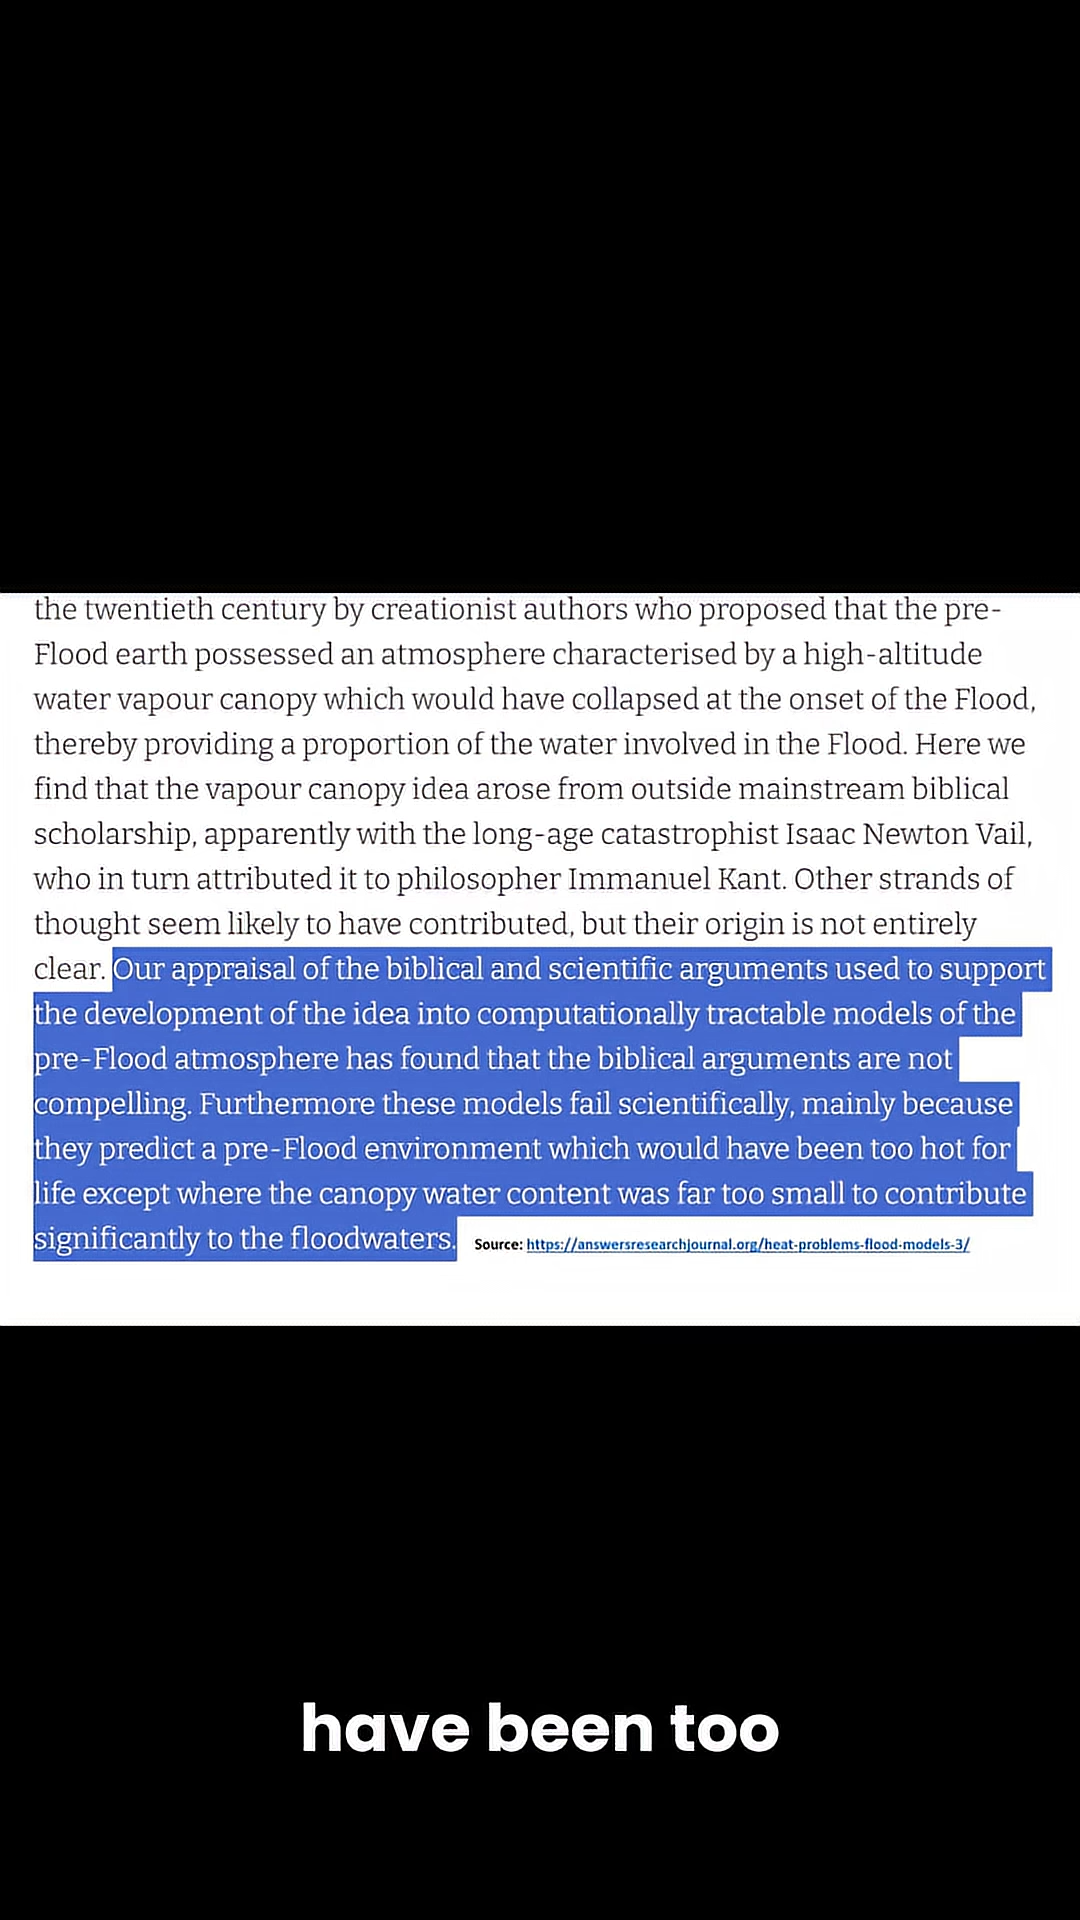 the twentieth century by creationist authors who proposed that the pre-
Flood earth possessed an atmosphere characterised by a high-altitude
water vapour canopy which would have collapsed at the onset of the Flood,
thereby providing a proportion of the water involved in the Flood. Here we
find that the vapour canopy idea arose from outside mainstream biblical
scholarship, apparently with the long-age catastrophist Isaac Newton Vail,
who in turn attributed it to philosopher Immanuel Kant. Other strands of
thought seem likely to have contributed, but their origin is not entirely
clear. Our appraisal of the biblical and scientific arguments used to support
the development of the idea into computationally tractable models of the
pre-Flood atmosphere has found that the biblical arguments are not
compelling. Furthermore these models fail scientifically, mainly because
they predict a pre-Flood environment which would have been too hot for
life except where the canopy water content was far too small to contribute
significantly to the floodwaters. Source: https://answersresearchjournal.org/heat-problems-flood-models-3/
have been too